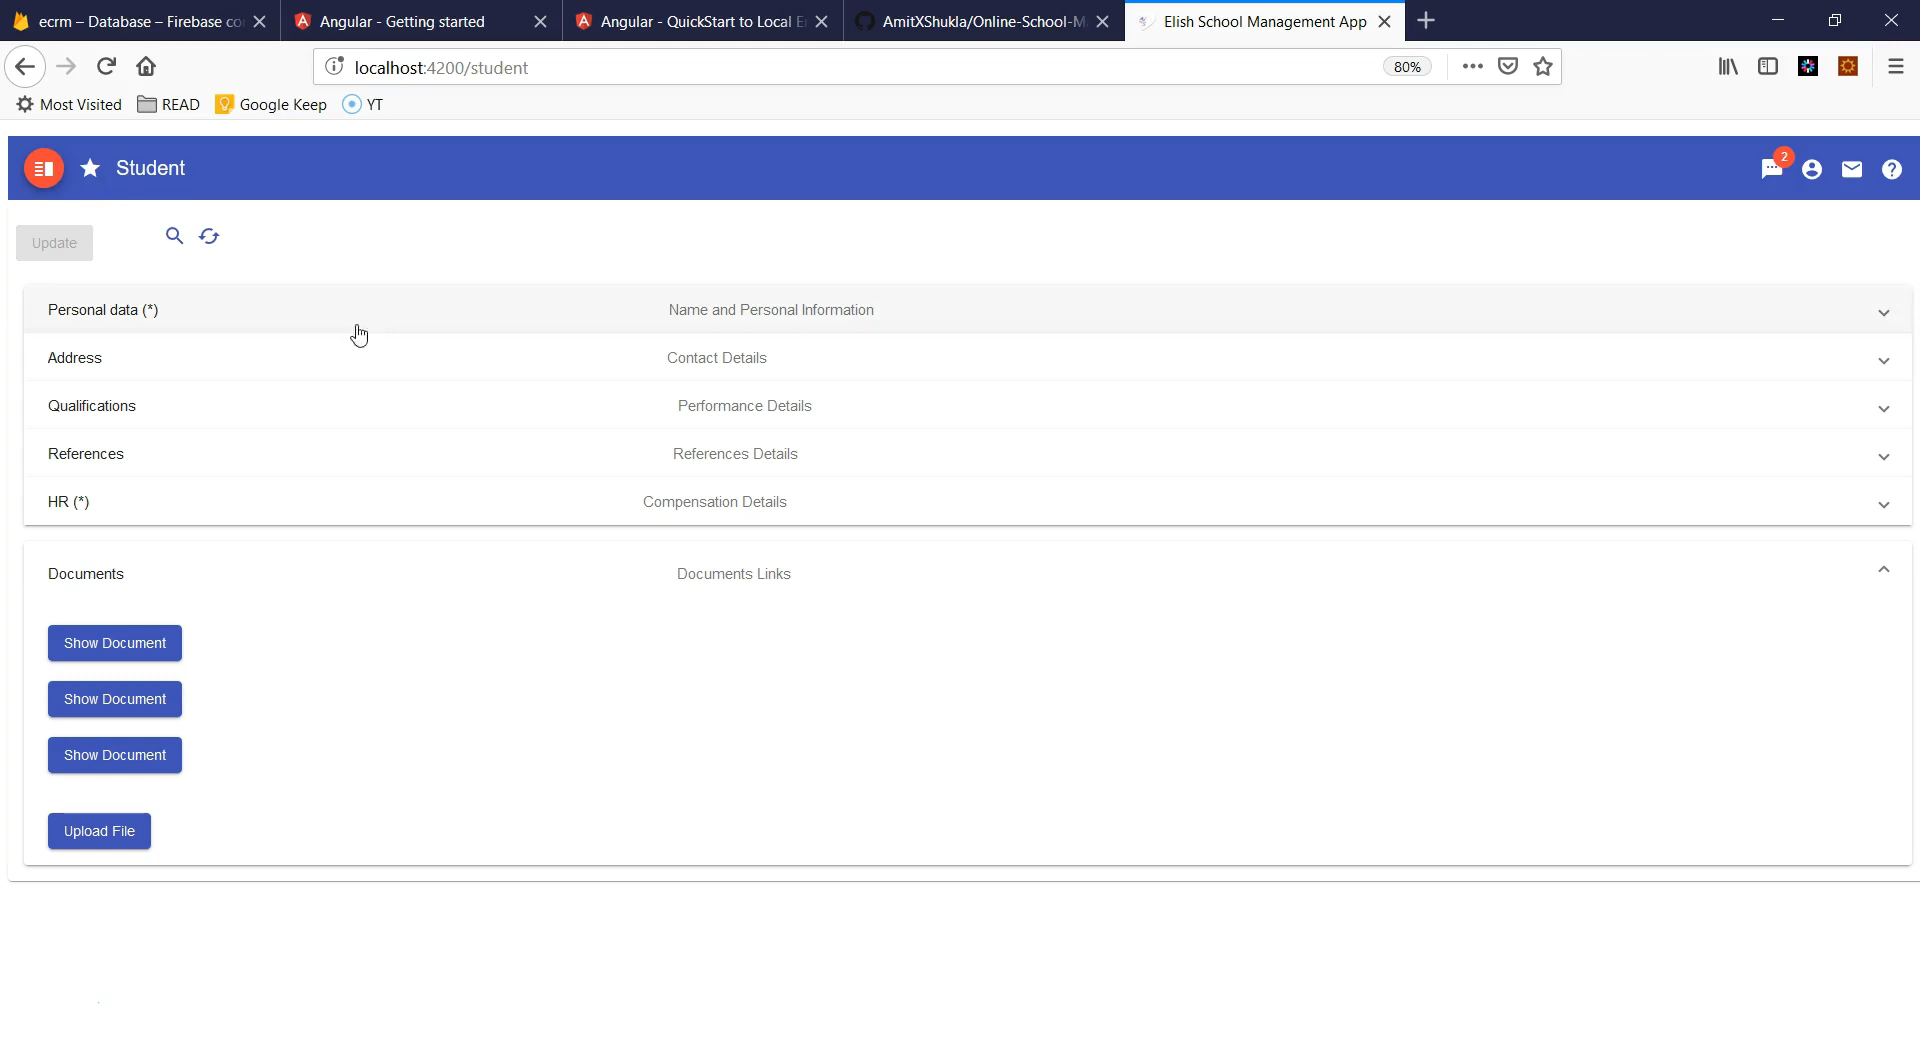 ecrm – Database – Firebase co
Angular - Getting started
Angular - QuickStart to Local E
AmitXShukla/Online-School-M
Elish School Management App
localhost:4200/student
80%
Most Visited
READ
Google Keep
YT
Student
2
Update
Personal data (*)
Name and Personal Information
Address
Contact Details
Qualifications
Performance Details
References
References Details
HR (*)
Compensation Details
Documents
Documents Links
Show Document
Show Document
Show Document
Upload File